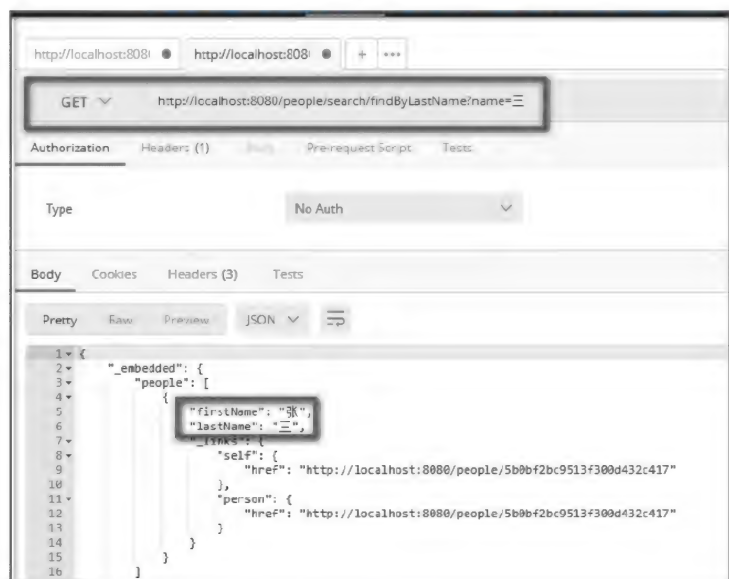 http://localhost:808 http://localhost:808 + •••
GET http://localhost:8080/people/search/findByLastName?name=三
Authorization Headers (1) Body Pre-request Script Tests
Type No Auth
Body Cookies Headers (3) Tests
Pretty Raw Preview JSON
1 {
2 "_embedded": {
3 "people": [
4 {
5 "firstName": "张",
6 "lastName": "三",
7 "_links": {
8 "self": {
9 "href": "http://localhost:8080/people/5b0bf2bc9513f300d432c417"
10 },
11 "person": {
12 "href": "http://localhost:8080/people/5b0bf2bc9513f300d432c417"
13 }
14 }
15 }
16 ]